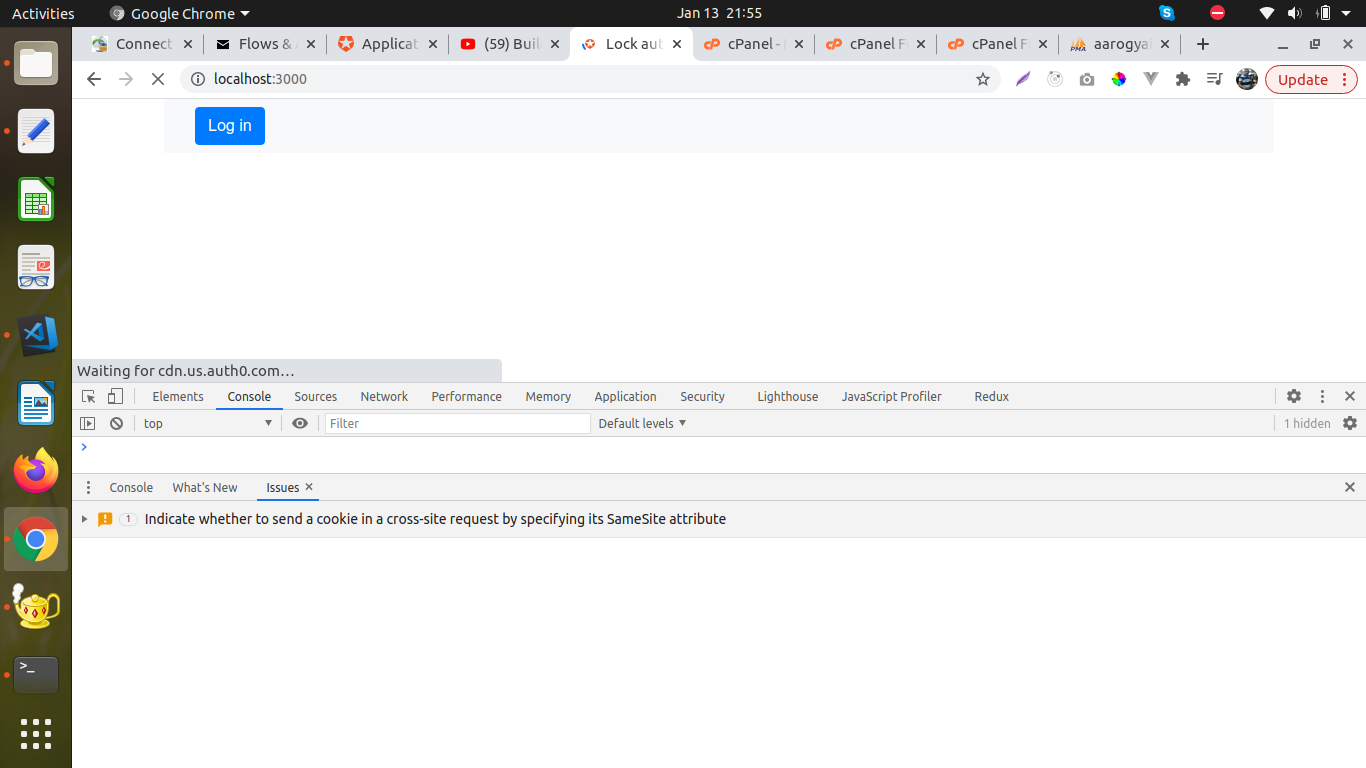 Activities Google Chrome Jan 13 21:55
Connect Flows & A Applicat (59) Buil Lock aut cPanel - cPanel F cPanel F aarogya
localhost:3000 Update
Log in
Waiting for cdn.us.auth0.com…
Elements Console Sources Network Performance Memory Application Security Lighthouse JavaScript Profiler Redux
top Filter Default levels 1 hidden
Console What's New Issues
1 Indicate whether to send a cookie in a cross-site request by specifying its SameSite attribute